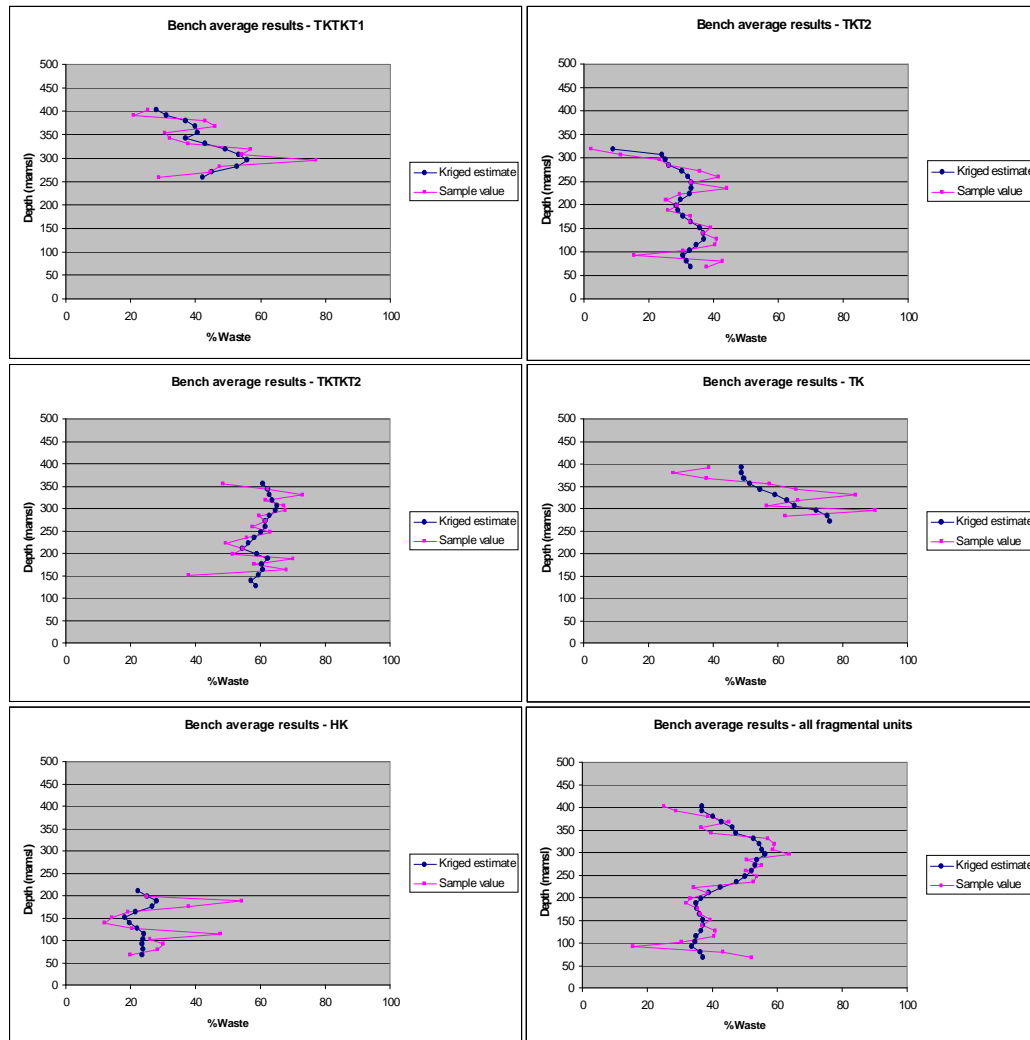 Bench average results - TKTKT1
500
450
400
350
300
250
200
150
100
50
0
Depth (mamsl)
0 20 40 60 80 100
%Waste
Kriged estimate
Sample value
Bench average results - TKT2
500
450
400
350
300
250
200
150
100
50
0
Depth (mamsl)
0 20 40 60 80 100
%Waste
Kriged estimate
Sample value
Bench average results - TKTKT2
500
450
400
350
300
250
200
150
100
50
0
Depth (mamsl)
0 20 40 60 80 100
%Waste
Kriged estimate
Sample value
Bench average results - TK
500
450
400
350
300
250
200
150
100
50
0
Depth (mamsl)
0 20 40 60 80 100
%Waste
Kriged estimate
Sample value
Bench average results - HK
500
450
400
350
300
250
200
150
100
50
0
Depth (mamsl)
0 20 40 60 80 100
%Waste
Kriged estimate
Sample value
Bench average results - all fragmental units
500
450
400
350
300
250
200
150
100
50
0
Depth (mamsl)
0 20 40 60 80 100
%Waste
Kriged estimate
Sample value